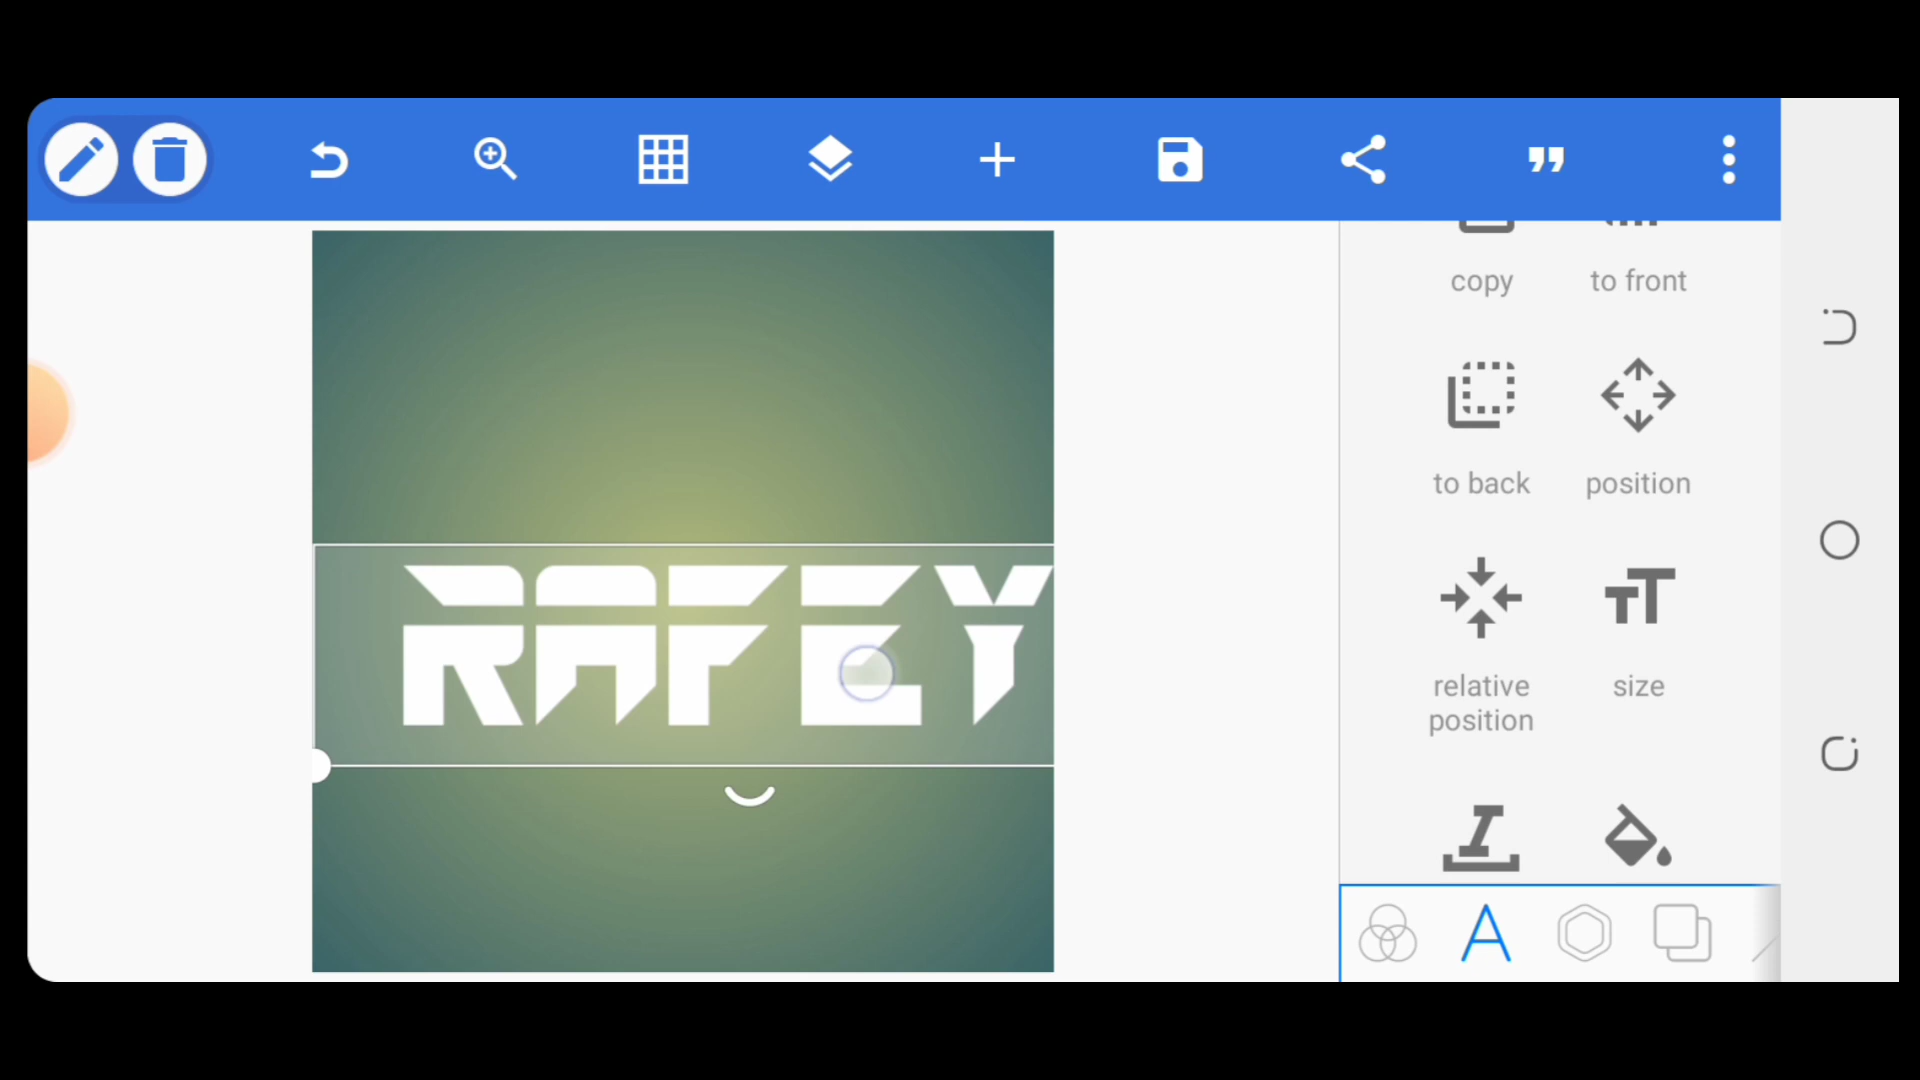 copy
to front
to back
position
RAFEY
relative
position
size